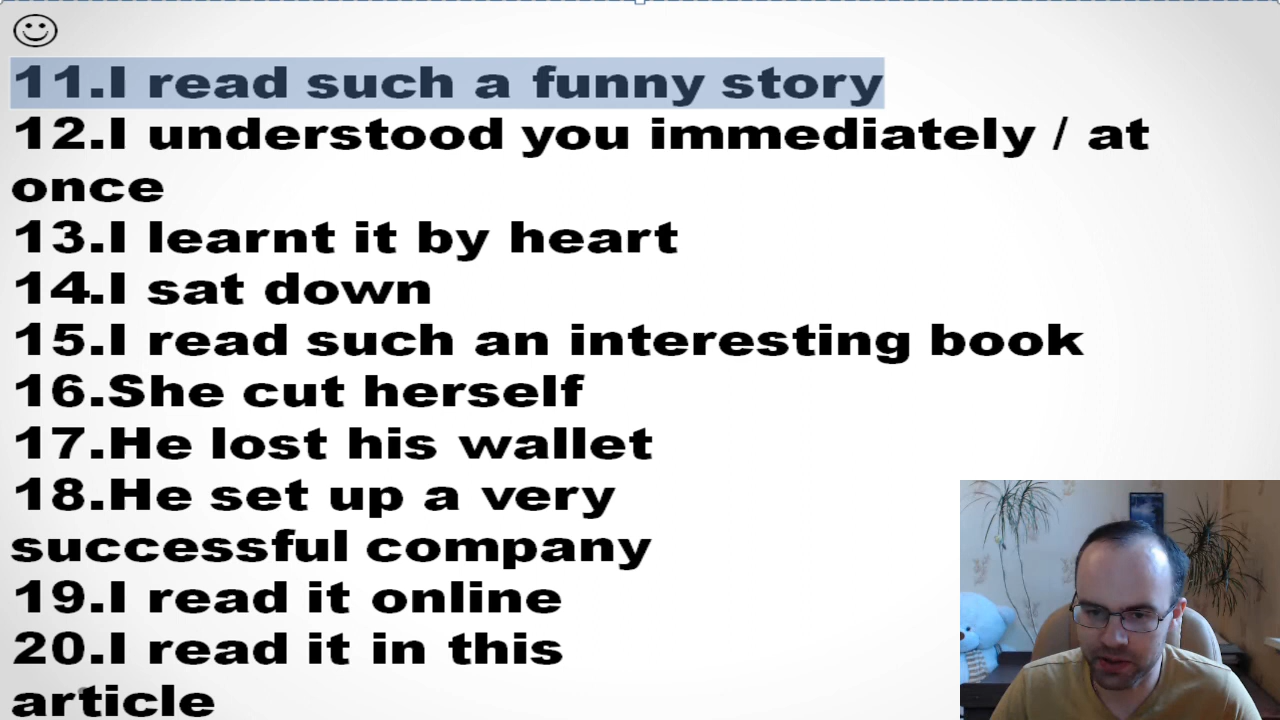 11.I read such a funny story
12.I understood you immediately / at
once
13.I learnt it by heart
14.I sat down
15.I read such an interesting book
16.She cut herself
17.He lost his wallet
18.He set up a very
successful company
19.I read it online
20.I read it in this
article